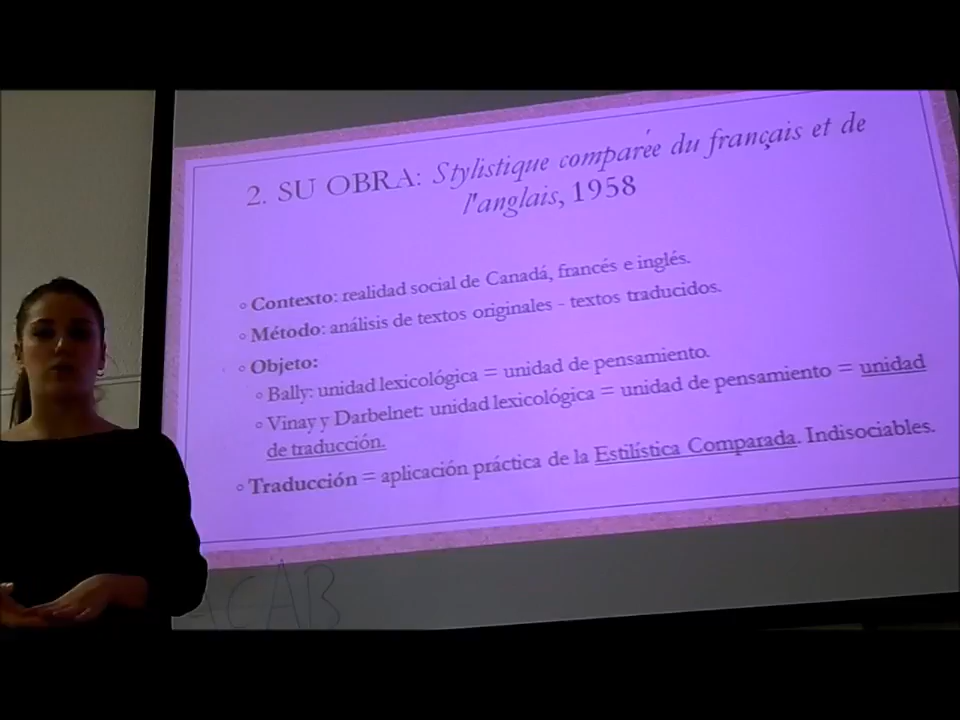 2. SU OBRA: Stylistique comparée du français et de
l'anglais, 1958
◦ Contexto: realidad social de Canadá, francés e inglés.
◦ Método: análisis de textos originales - textos traducidos.
◦ Objeto:
◦ Bally: unidad lexicológica = unidad de pensamiento.
◦ Vinay y Darbelnet: unidad lexicológica = unidad de pensamiento = unidad
de traducción.
◦ Traducción = aplicación práctica de la Estilística Comparada. Indisociables.
ACAB